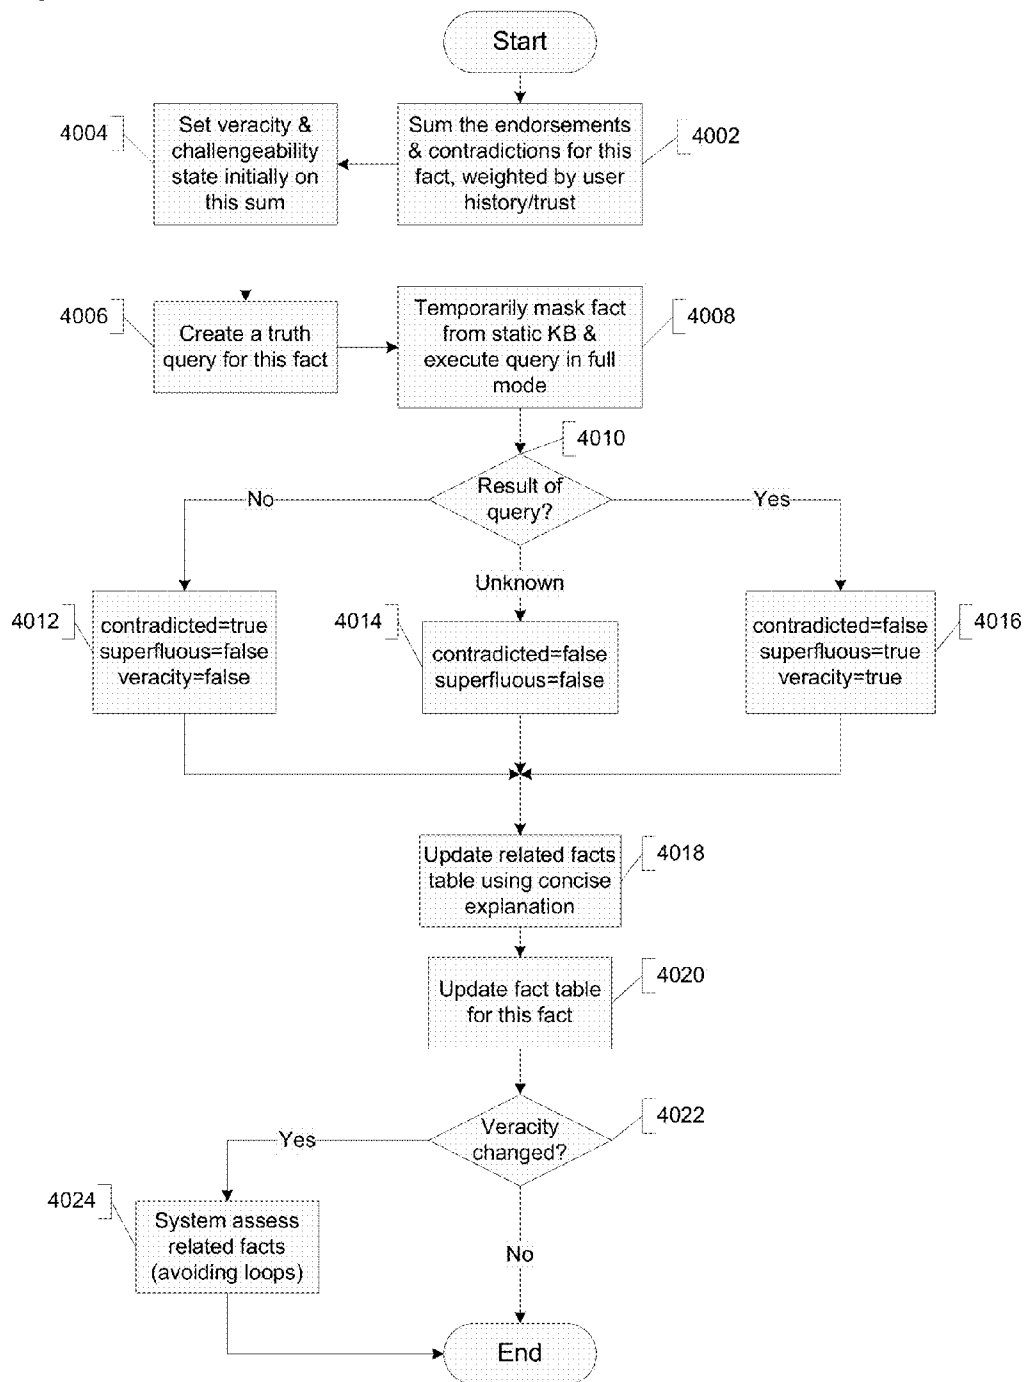 Start
4004
Set veracity &
challengeability
state initially on
this sum
Sum the endorsements
& contradictions for this
fact, weighted by user
history/trust
4002
4006
Create a truth
query for this fact
Temporarily mask fact
from static KB &
execute query in full
mode
4008
4010
Result of
query?
No
Yes
Unknown
4012
contradicted=true
superfluous=false
veracity=false
4014
contradicted=false
superfluous=false
contradicted=false
superfluous=true
veracity=true
4016
Update related facts
table using concise
explanation
4018
Update fact table
for this fact
4020
Veracity
changed?
4022
Yes
4024
System assess
related facts
(avoiding loops)
No
End